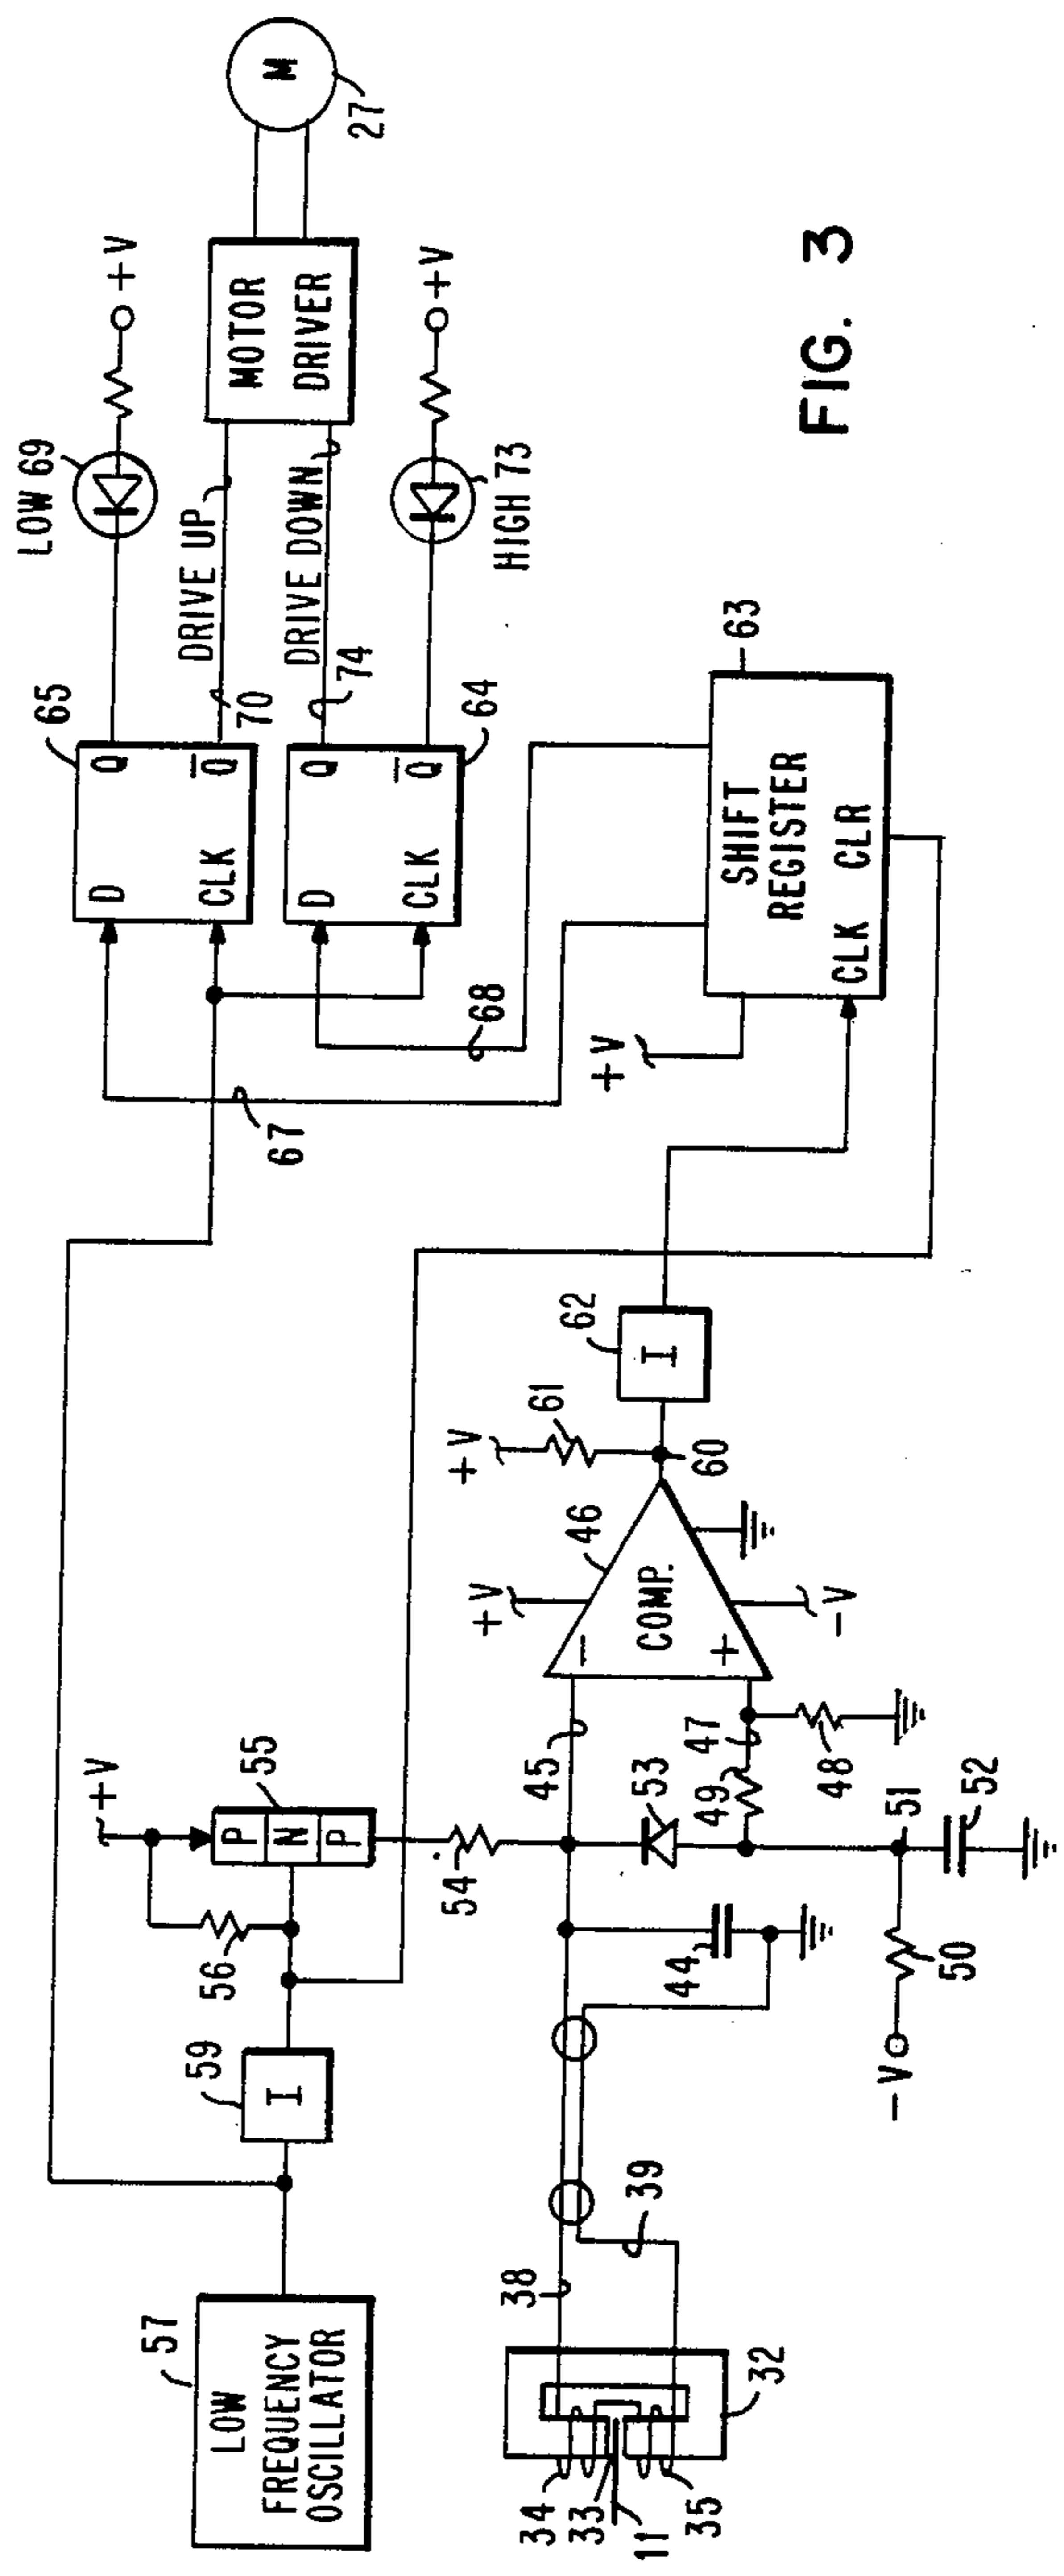 FIG. 3
57
LOW
FREQUENCY
OSCILLATOR
59
I
56
+V
55
P
N
P
54
34
33
11
35
32
38
39
44
45
53
47
49
48
51
52
50
-V
COMP.
-
+
+V
-V
46
+V
61
60
62
I
67
68
+V
SHIFT
REGISTER
CLK
CLR
63
65
D
Q
CLK
Q̅
70
64
D
Q
CLK
Q̅
74
LOW 69
+V
DRIVE UP
DRIVE DOWN
HIGH 73
+V
MOTOR
DRIVER
M
27